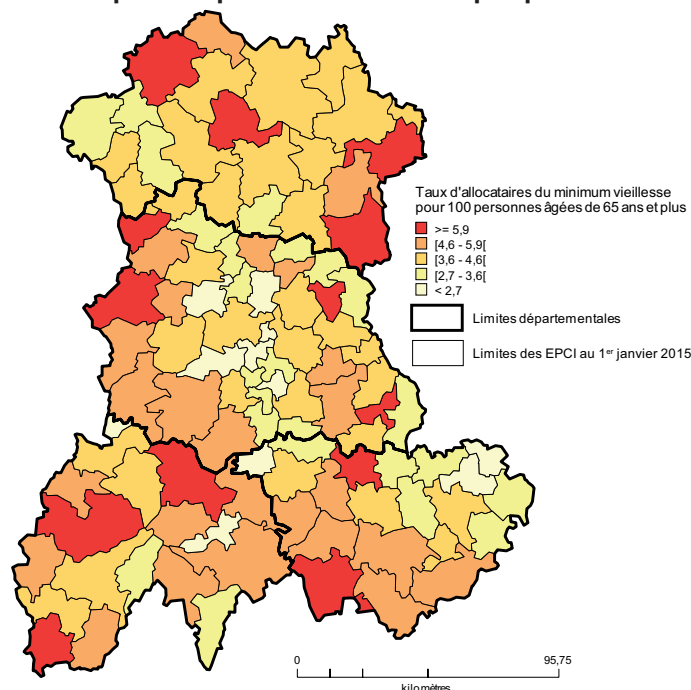 Taux d'allocataires du minimum vieillesse
pour 100 personnes âgées de 65 ans et plus
>= 5,9
[4,6 - 5,9[
[3,6 - 4,6[
[2,7 - 3,6[
< 2,7
Limites départementales
Limites des EPCI au 1er janvier 2015
0 95,75
kilomètres